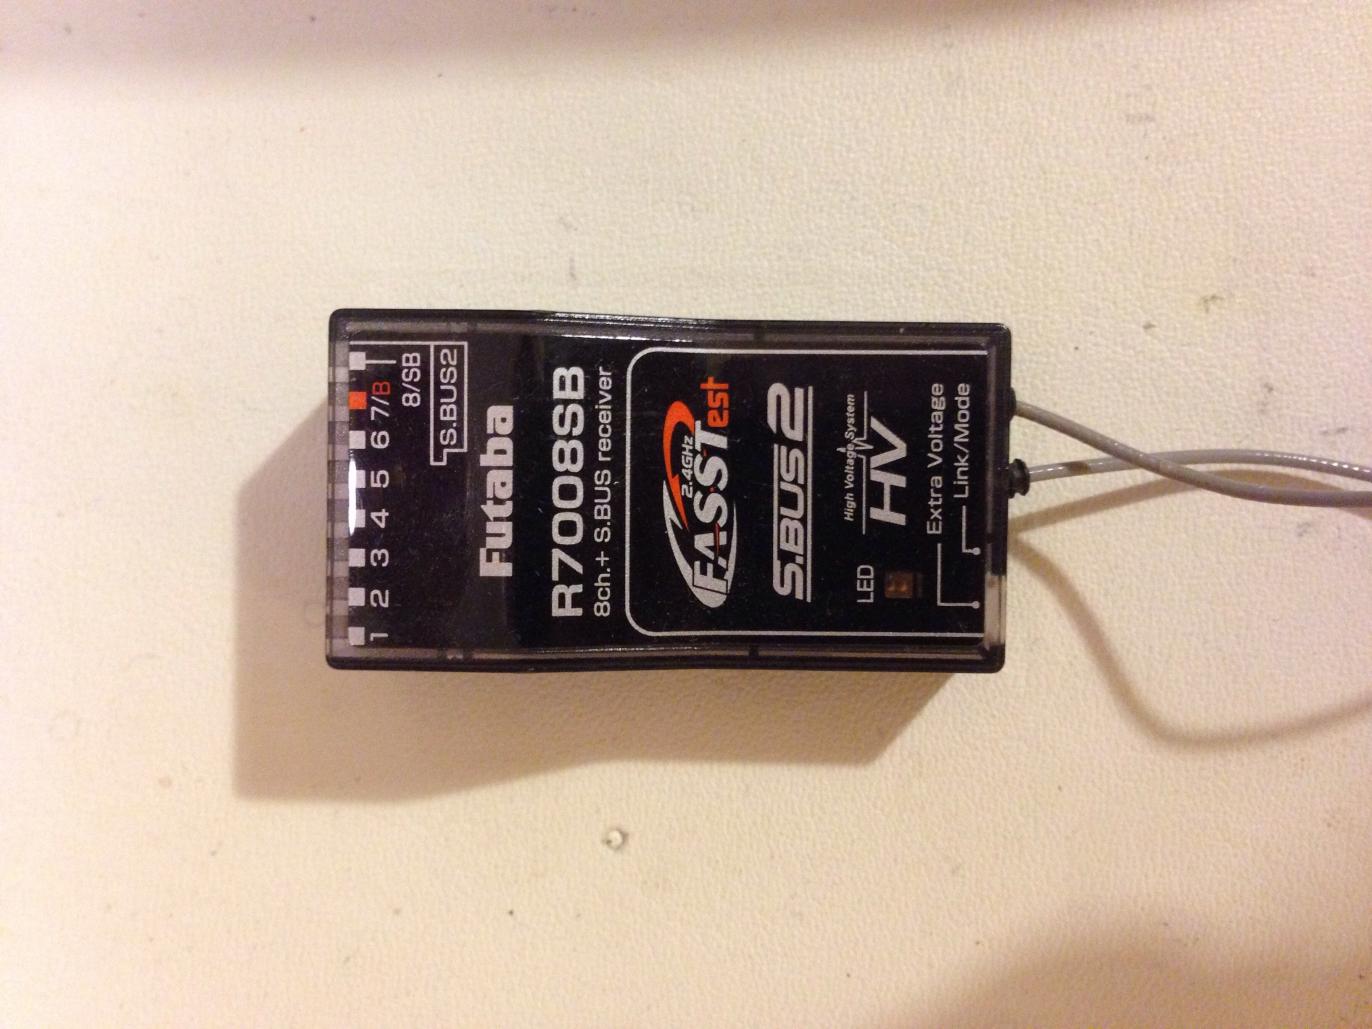 1 2 3 4 5 6 7/B
8/SB
S.BUS2
Futaba
R7008SB
8ch.+ S.BUS receiver
2.4GHz
FASSTest
S.BUS2
High Voltage System
HV
LED
Extra Voltage
Link/Mode